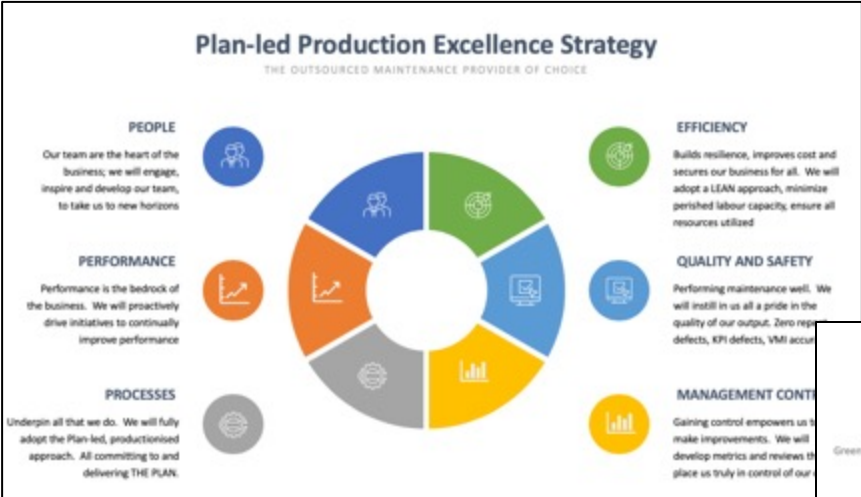 Plan-led Production Excellence Strategy
THE OUTSOURCED MAINTENANCE PROVIDER OF CHOICE
PEOPLE
Our team are the heart of the
business; we will engage,
inspire and develop our team,
to take us to new horizons
PERFORMANCE
Performance is the bedrock of
the business. We will proactively
drive initiatives to continually
improve performance
PROCESSES
Underpin all that we do. We will fully
adopt the Plan-led, productionised
approach. All committing to and
delivering THE PLAN.
EFFICIENCY
Builds resilience, improves cost and
secures our business for all. We will
adopt a LEAN approach, minimize
perished labour capacity, ensure all
resources utilized
QUALITY AND SAFETY
Performing maintenance well. We
will instill in us all a pride in the
quality of our output. Zero
defects, KPI defects, VMI
MANAGEMENT
Gaining control empowers us
make improvements. We will
develop metrics and reviews
place us truly in control of our
Green